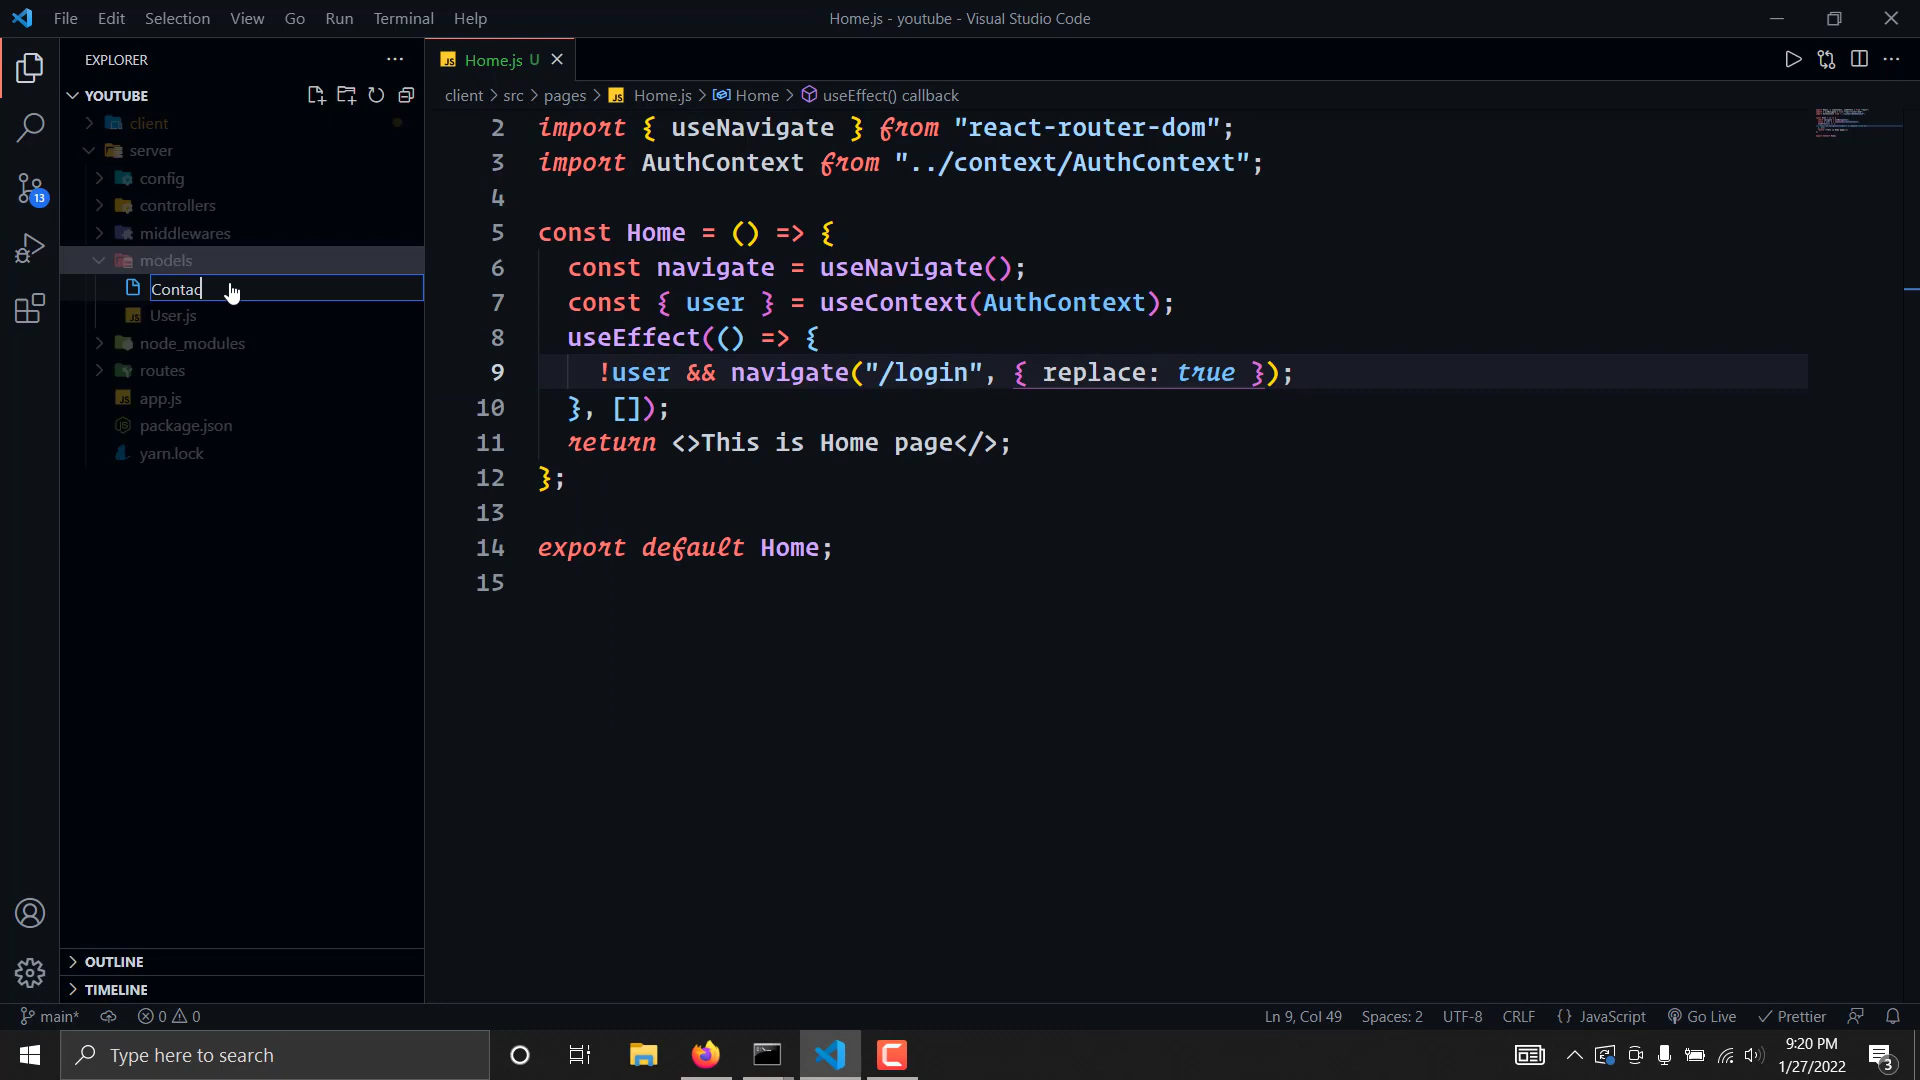 File Edit Selection View Go Run Terminal Help
Home.js - youtube - Visual Studio Code
EXPLORER
YOUTUBE
client
server
config
controllers
middlewares
models
Contac
User.js
node_modules
routes
app.js
package.json
yarn.lock
OUTLINE
TIMELINE
13
JS Home.js U
client > src > pages > JS Home.js > Home > useEffect() callback
2 import { useNavigate } from "react-router-dom";
3 import AuthContext from "../context/AuthContext";
4
5 const Home = () => {
6 const navigate = useNavigate();
7 const { user } = useContext(AuthContext);
8 useEffect(() => {
9 !user && navigate("/login", { replace: true });
10 }, []);
11 return <>This is Home page</>;
12 };
13
14 export default Home;
15
main* 0 0 Ln 9, Col 49 Spaces: 2 UTF-8 CRLF {} JavaScript Go Live Prettier
Type here to search
9:20 PM
1/27/2022
3